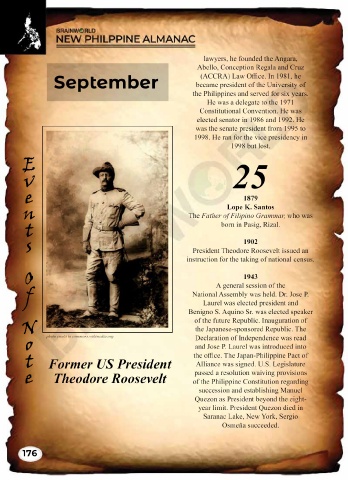 BRAINWORLD
NEW PHILPPINE ALMANAC
September
lawyers, he founded the Angara,
Abello, Conception Regala and Cruz
(ACCRA) Law Office. In 1981, he
became president of the University of
the Philippines and served for six years.
He was a delegate to the 1971
Constitutional Convention. He was
elected senator in 1986 and 1992. He
was the senate president from 1995 to
1998. He ran for the vice presidency in
1998 but lost.
25
1879
Lope K. Santos
The Father of Filipino Grammar, who was
born in Pasig, Rizal.
1902
President Theodore Roosevelt issued an
instruction for the taking of national census.
1943
A general session of the
National Assembly was held. Dr. Jose P.
Laurel was elected president and
Benigno S. Aquino Sr. was elected speaker
of the future Republic. Inauguration of
the Japanese-sponsored Republic. The
Declaration of Independence was read
and Jose P. Laurel was introduced into
the office. The Japan-Philippine Pact of
Alliance was signed. U.S. Legislature
passed a resolution waiving provisions
of the Philippine Constitution regarding
succession and establishing Manuel
Quezon as President beyond the eight-
year limit. President Quezon died in
Saranac Lake, New York, Sergio
Osmeña succeeded.
Events Of Note
Former US President
Theodore Roosevelt
176